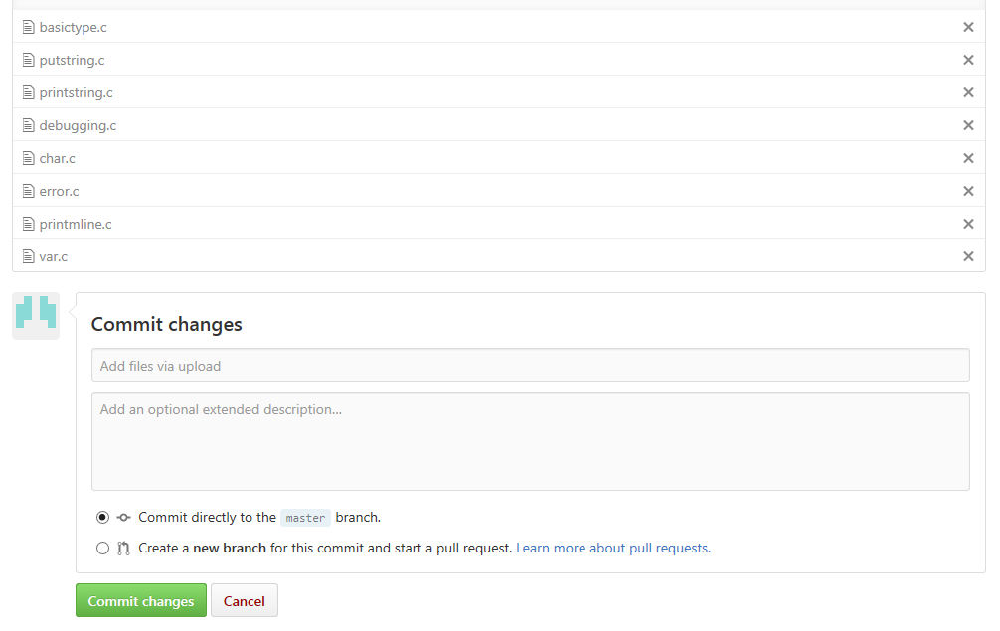 basictype.c
putstring.c
printstring.c
debugging.c
char.c
error.c
printmline.c
var.c
Commit changes
Add files via upload
Add an optional extended description...
Commit directly to the master branch.
Create a new branch for this commit and start a pull request. Learn more about pull requests.
Commit changes Cancel